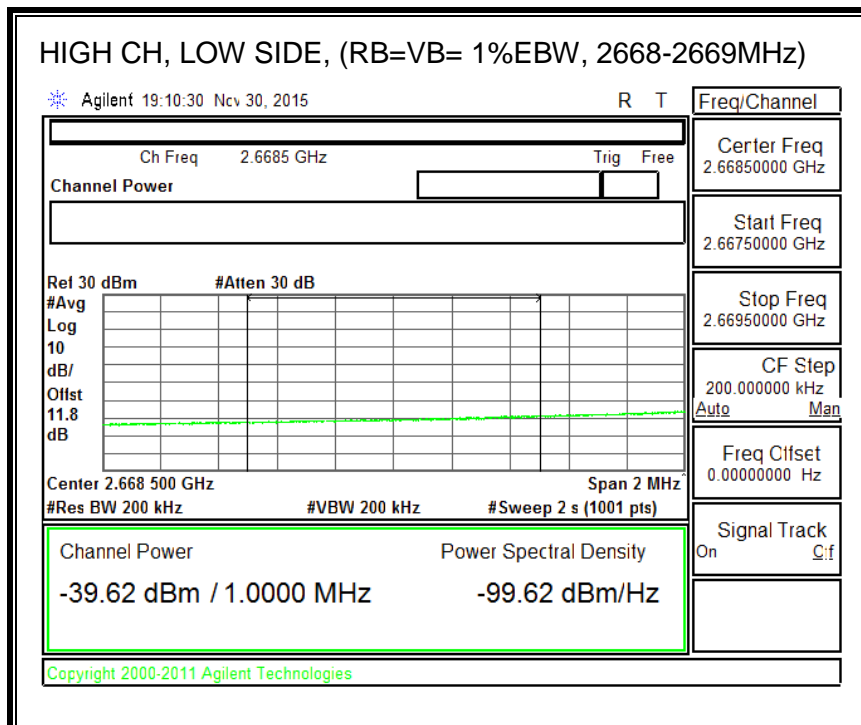 HIGH CH, LOW SIDE, (RB=VB= 1%EBW, 2668-2669MHz)
Agilent 19:10:30 Nov 30, 2015 R T
Freq/Channel
Ch Freq 2.6685 GHz Trig Free
Channel Power
Center Freq
2.66850000 GHz
Start Freq
2.66750000 GHz
Stop Freq
2.66950000 GHz
CF Step
200.000000 kHz
Auto Man
Freq Offset
0.00000000 Hz
Signal Track
On Off
Ref 30 dBm #Atten 30 dB
#Avg
Log
10
dB/
Offst
11.8
dB
Center 2.668 500 GHz Span 2 MHz
#Res BW 200 kHz #VBW 200 kHz #Sweep 2 s (1001 pts)
Channel Power Power Spectral Density
-39.62 dBm / 1.0000 MHz -99.62 dBm/Hz
Copyright 2000-2011 Agilent Technologies